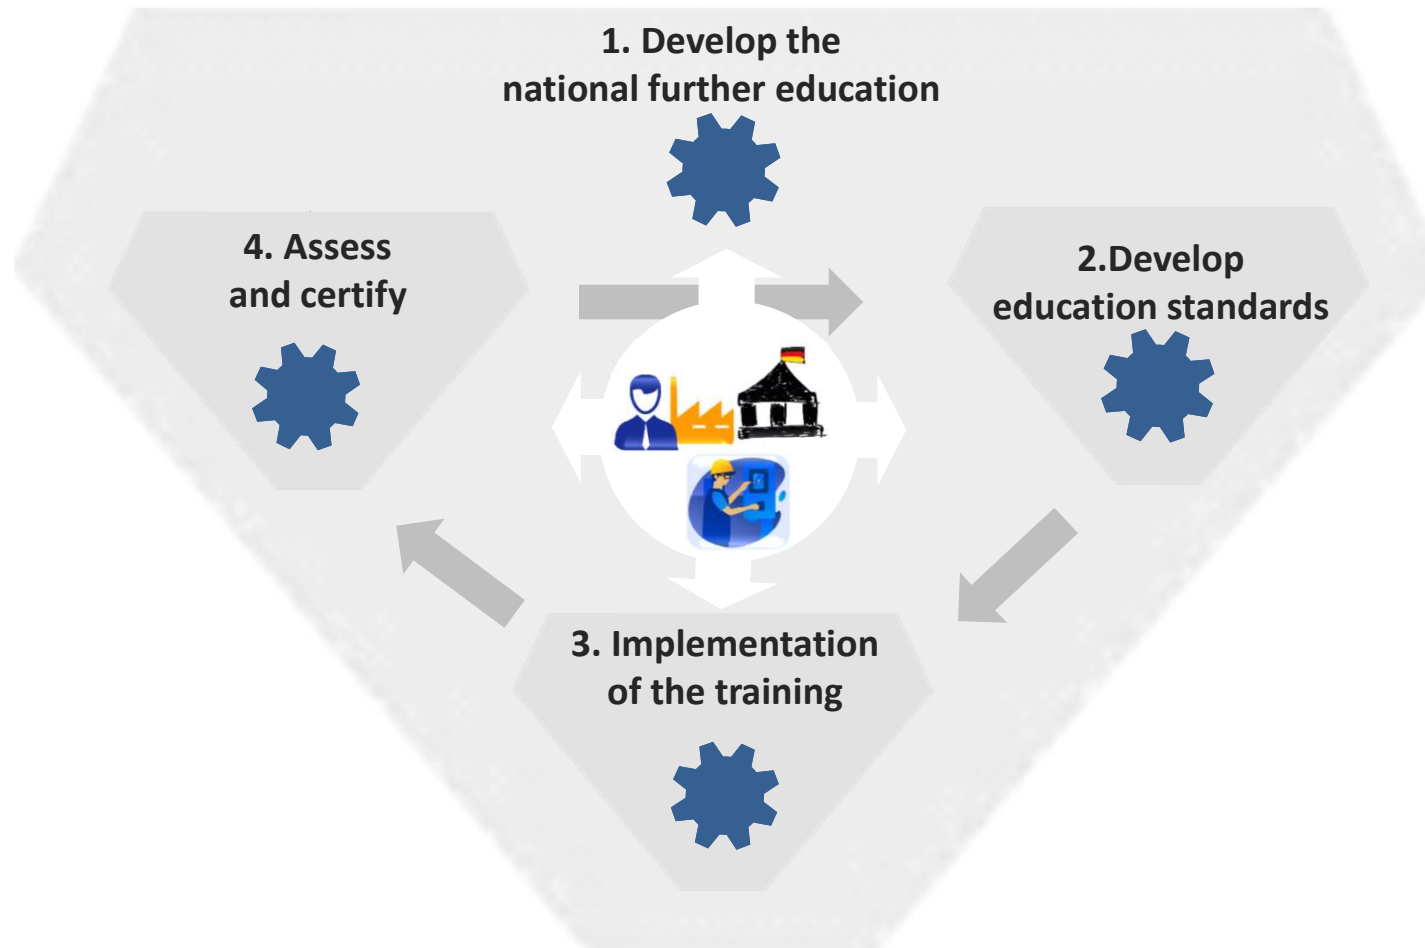 1. Develop the
national further education
4. Assess
and certify
2.Develop
education standards
3. Implementation
of the training